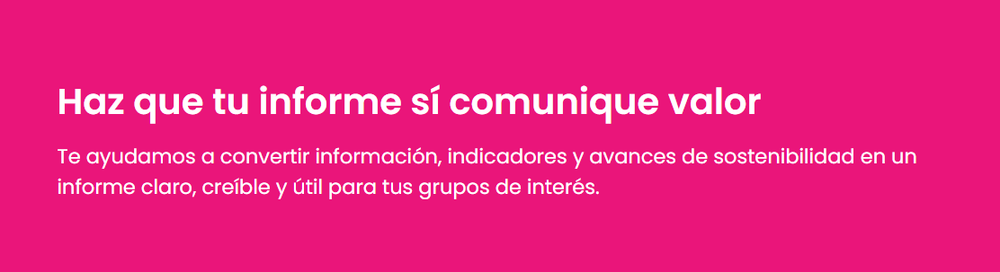 Haz que tu informe sí comunique valor
Te ayudamos a convertir información, indicadores y avances de sostenibilidad en un
informe claro, creíble y útil para tus grupos de interés.